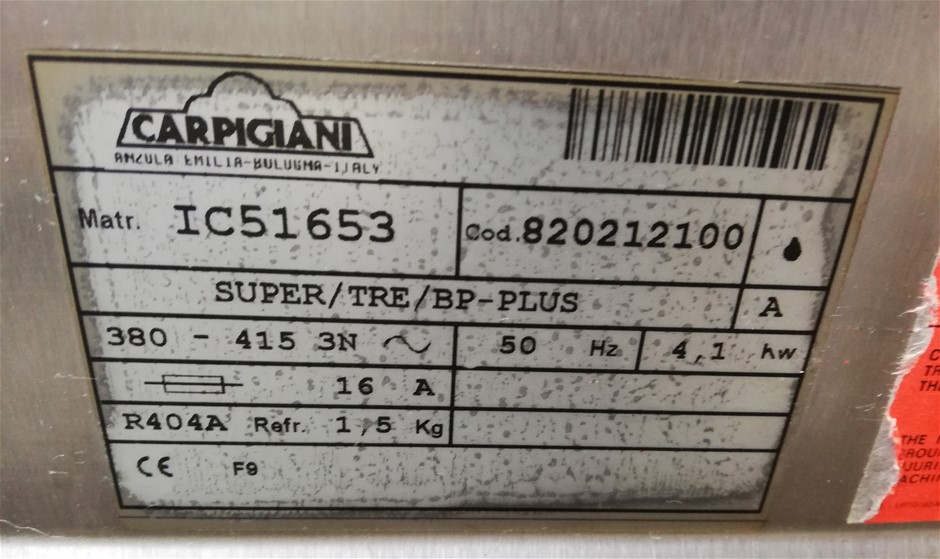 CARPIGIANI
ANZOLA EMILIA-BOLOGNA-ITALY
Matr. IC51653 Cod. 820212100
SUPER/TRE/BP-PLUS A
380 - 415 3N 50 Hz 4,1 kw
16 A
R404A Refr. 1,5 Kg
CE F9
THE